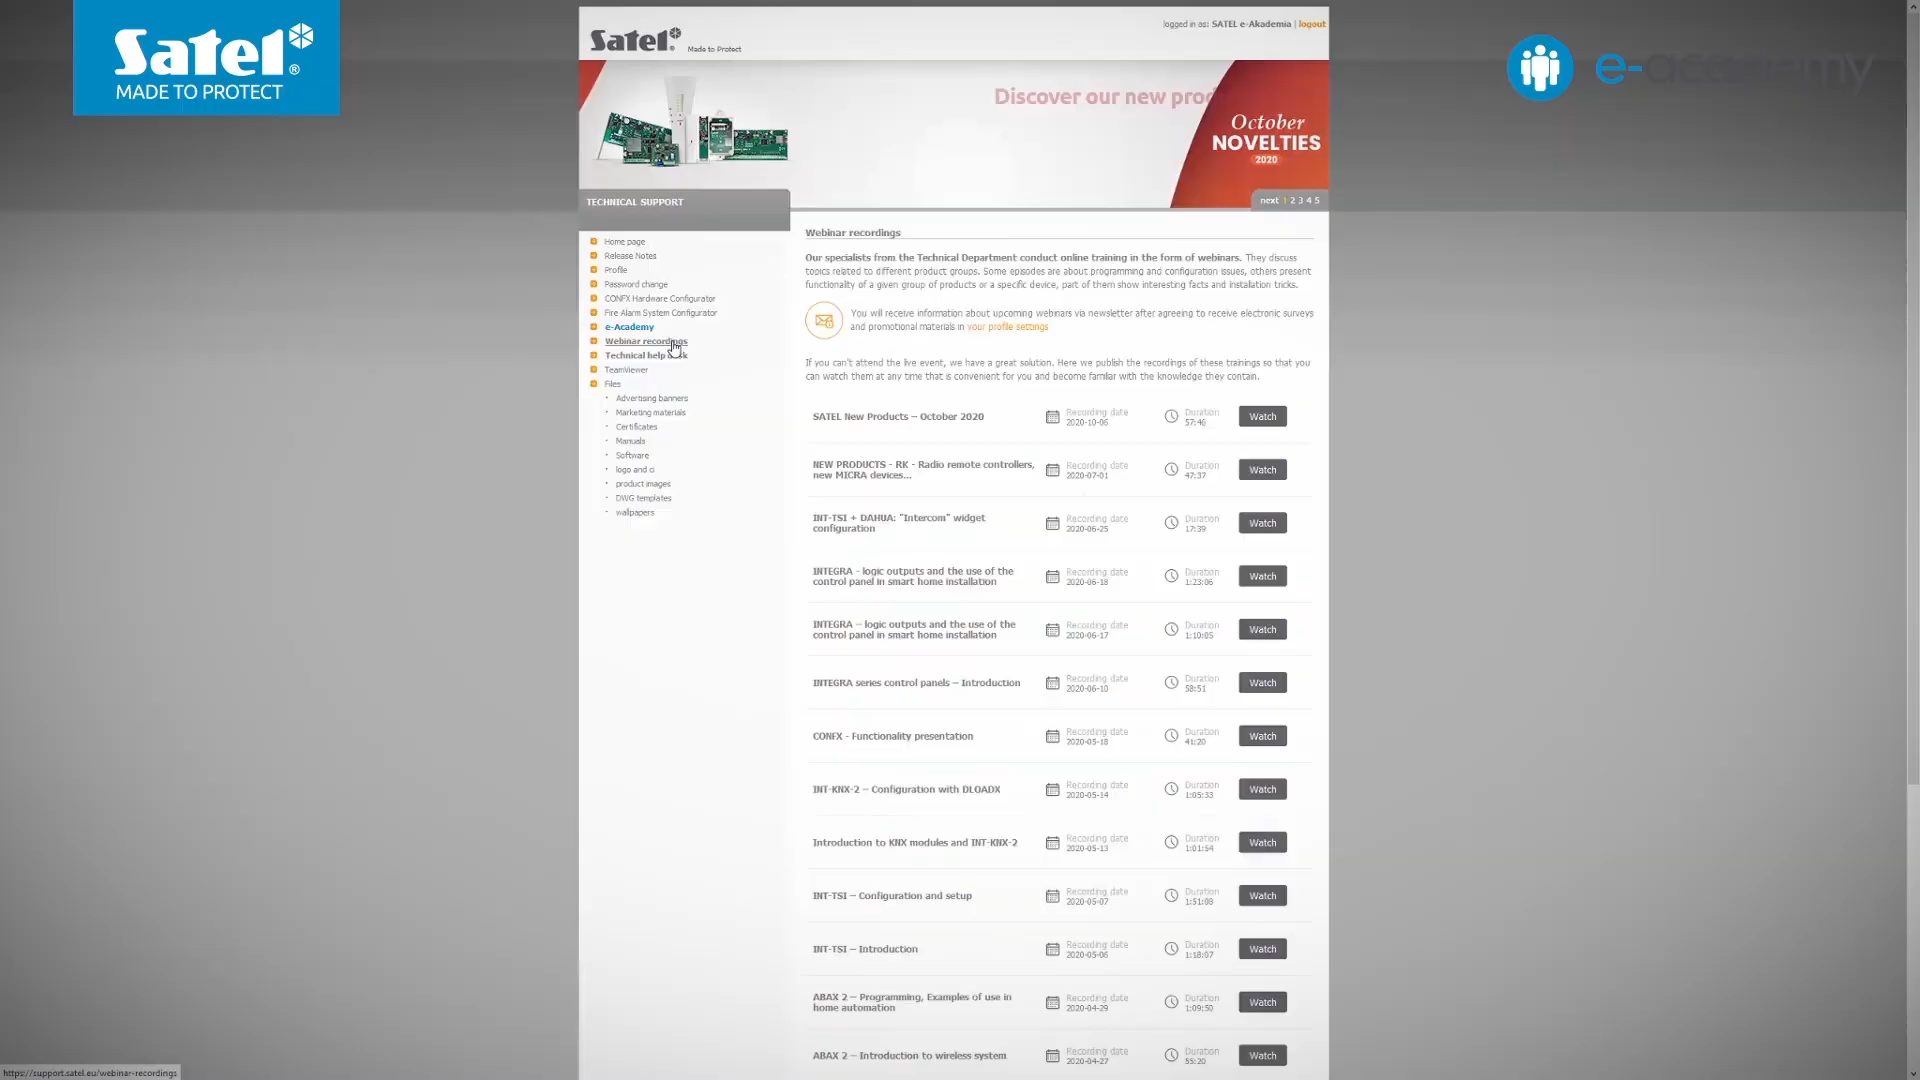 Satel®
MADE TO PROTECT
e-academy
logged in as: SATEL e-Akademia | logout
Satel®
Made to Protect
Discover our new prod
October
NOVELTIES
2020
next 1 2 3 4 5
TECHNICAL SUPPORT
Home page
Release Notes
Profile
Password change
CONFX Hardware Configurator
Fire Alarm System Configurator
e-Academy
Webinar recordings
Technical help
TeamViewer
Files
Advertising banners
Marketing materials
Certificates
Manuals
Software
logo and ci
product images
DWG templates
wallpapers
Webinar recordings
Our specialists from the Technical Department conduct online training in the form of webinars. They discuss
topics related to different product groups. Some episodes are about programming and configuration issues, others present
functionality of a given group of products or a specific device, part of them show interesting facts and installation tricks.
You will receive information about upcoming webinars via newsletter after agreeing to receive electronic surveys
and promotional materials in your profile settings
If you can't attend the live event, we have a great solution. Here we publish the recordings of these trainings so that you
can watch them at any time that is convenient for you and become familiar with the knowledge they contain.
SATEL New Products – October 2020
Recording date
2020-10-06
Duration
57:46
Watch
NEW PRODUCTS - RK - Radio remote controllers,
new MICRA devices...
Recording date
2020-07-01
Duration
47:37
Watch
INT-TSI + DAHUA: "Intercom" widget
configuration
Recording date
2020-06-25
Duration
17:39
Watch
INTEGRA - logic outputs and the use of the
control panel in smart home installation
Recording date
2020-06-18
Duration
1:23:06
Watch
INTEGRA – logic outputs and the use of the
control panel in smart home installation
Recording date
2020-06-17
Duration
1:10:05
Watch
INTEGRA series control panels – Introduction
Recording date
2020-06-10
Duration
58:51
Watch
CONFX - Functionality presentation
Recording date
2020-05-18
Duration
41:20
Watch
INT-KNX-2 – Configuration with DLOADX
Recording date
2020-05-14
Duration
1:05:33
Watch
Introduction to KNX modules and INT-KNX-2
Recording date
2020-05-13
Duration
1:01:54
Watch
INT-TSI – Configuration and setup
Recording date
2020-05-07
Duration
1:51:08
Watch
INT-TSI – Introduction
Recording date
2020-05-06
Duration
1:18:07
Watch
ABAX 2 – Programming, Examples of use in
home automation
Recording date
2020-04-29
Duration
1:09:50
Watch
ABAX 2 – Introduction to wireless system
Recording date
2020-04-27
Duration
55:20
Watch
https://support.satel.eu/webinar-recordings